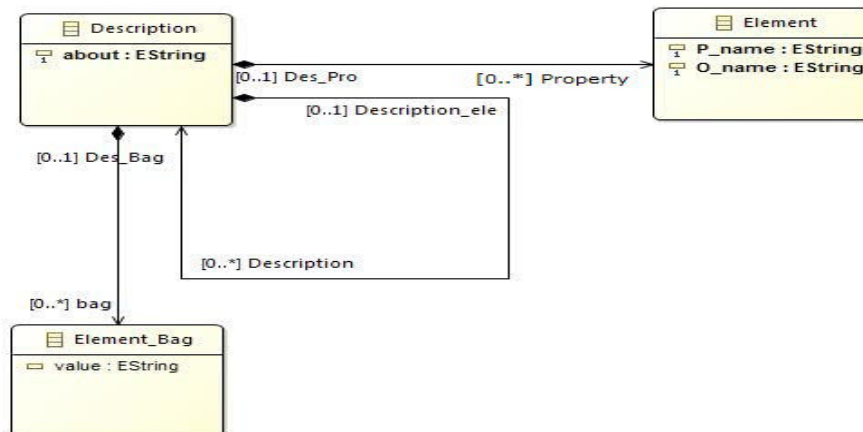 Description
about : EString
[0..1] Des_Pro
[0..*] Property
Element
P_name : EString
O_name : EString
[0..1] Description_ele
[0..1] Des_Bag
[0..*] Description
[0..*] bag
Element_Bag
value : EString